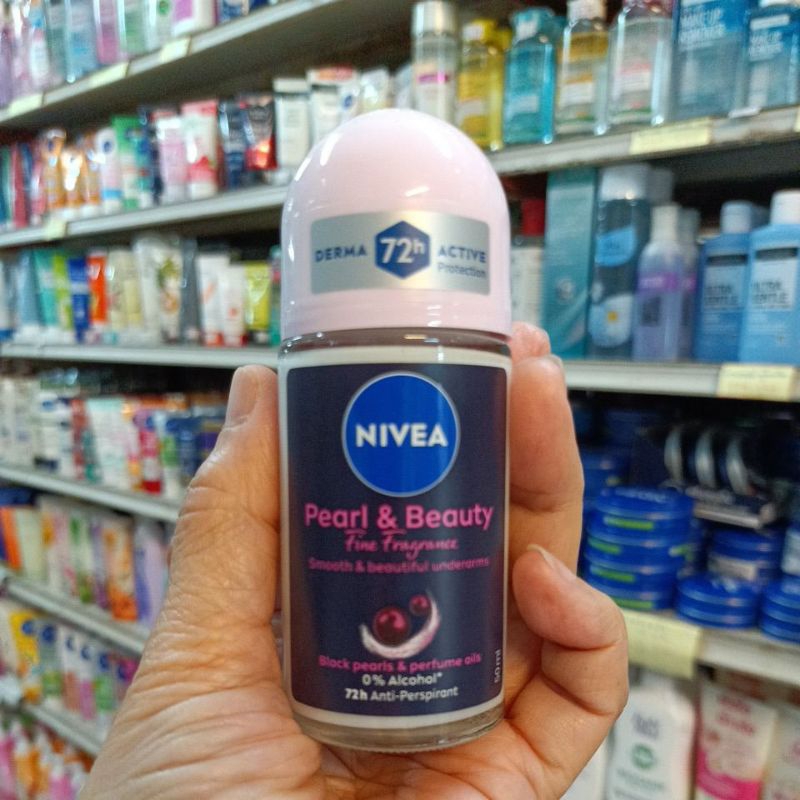 DERMA 72h ACTIVE
Protection
NIVEA
Pearl & Beauty
Fine Fragrance
Smooth & beautiful underarms
Black pearls & perfume oils
0% Alcohol*
72h Anti-Perspirant
50 ml